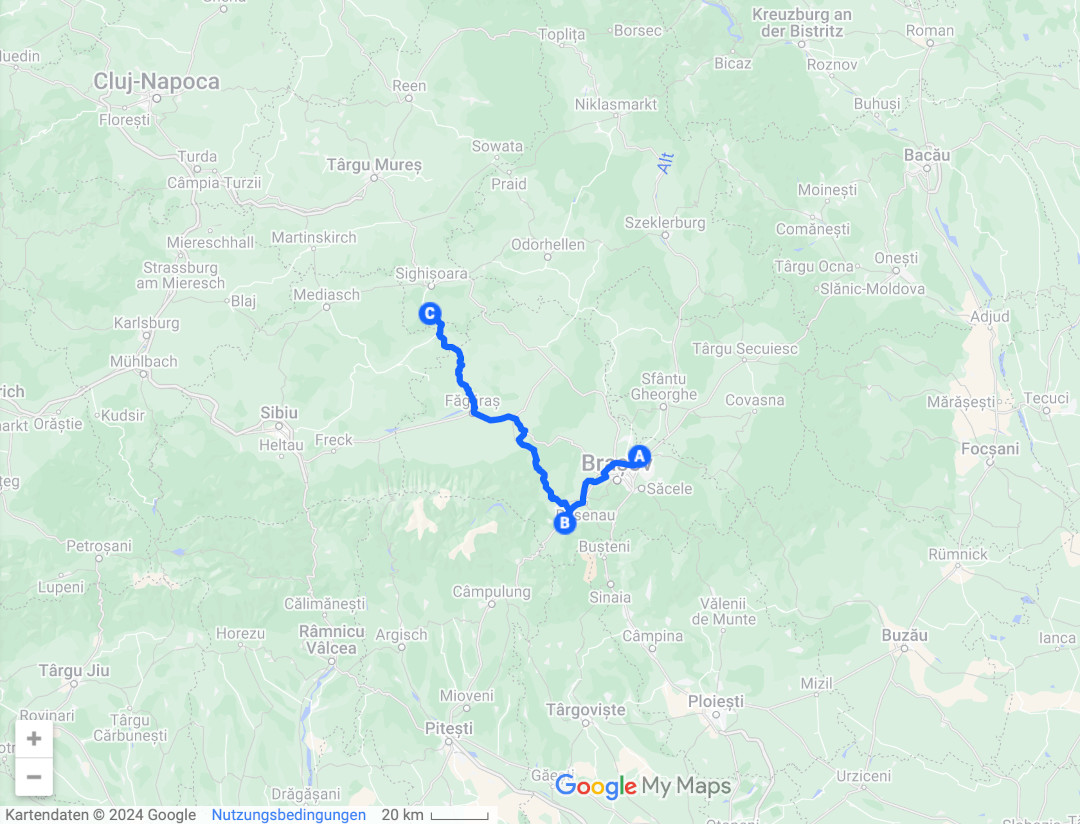 Kreuzburg an
der Bistritz
Toplița
Borsec
Roman
Bicaz
Roznov
Cluj-Napoca
Reen
Niklasmarkt
Buhuși
Florești
Sowata
Turda
Târgu Mureș
Alt
Bacău
Câmpia Turzii
Praid
Moinești
Szeklerburg
Comănești
Miereschhall
Martinskirch
Odorhellen
Onești
Strassburg
am Mieresch
Sighișoara
Târgu Ocna
Slănic-Moldova
Blaj
Mediasch
C
Adjud
Karlsburg
Târgu Secuiesc
Mühlbach
Sfântu
Gheorghe
Covasna
Mărășești
Tecuci
Kudsir
Orăștie
Sibiu
Făgăraș
Freck
Heltau
Focșani
A
Brașov
Săcele
B
Rosenau
Petroșani
Bușteni
Rümnick
Lupeni
Câmpulung
Sinaia
Călimănești
Vălenii
de Munte
Horezu
Râmnicu
Vâlcea
Argisch
Câmpina
Buzău
Ianca
Târgu Jiu
Mioveni
Mizil
Rovinari
Târgu
Cărbunești
Târgoviște
Ploiești
Pitești
+
−
Urziceni
Drăgășani
Google My Maps
Kartendaten © 2024 Google Nutzungsbedingungen 20 km